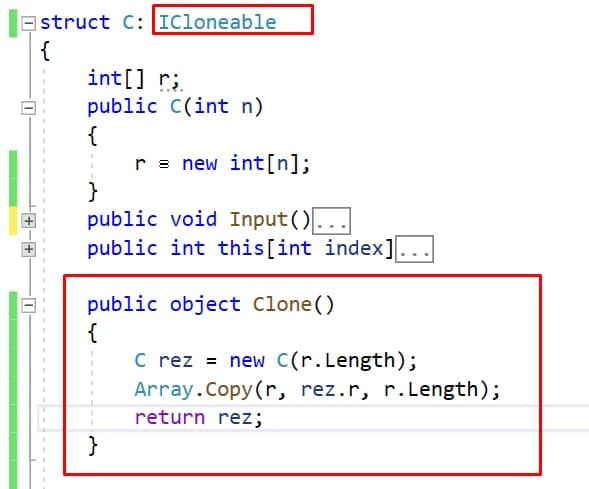 struct C: ICloneable
{
int[] r;
public C(int n)
{
r = new int[n];
}
public void Input()...
public int this[int index]...
public object Clone()
{
C rez = new C(r.Length);
Array.Copy(r, rez.r, r.Length);
return rez;
}